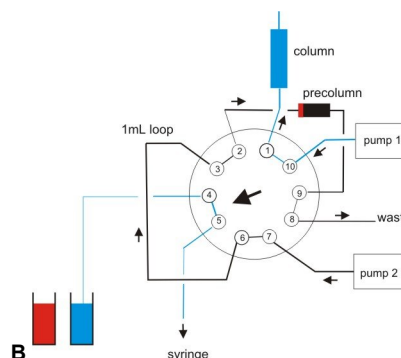 column
precolumn
1mL loop
pump 1
2
1
3
10
4
9
5
8
wast
6
7
pump 2
B
syringe